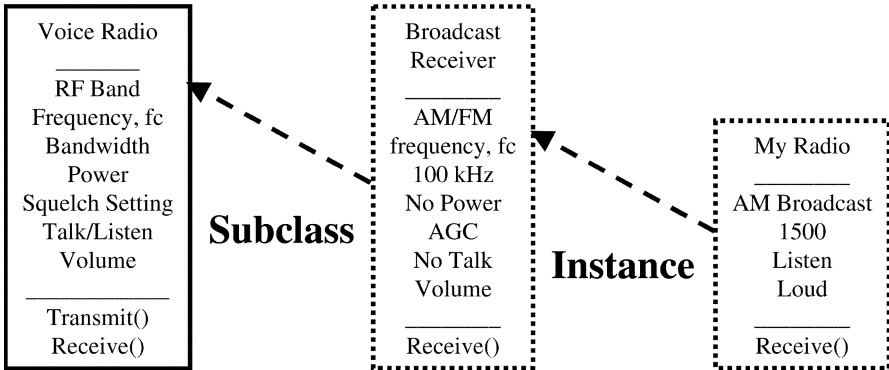 Voice Radio
RF Band
Frequency, fc
Bandwidth
Power
Squelch Setting
Talk/Listen
Volume
Transmit()
Receive()
Subclass
Broadcast
Receiver
AM/FM
frequency, fc
100 kHz
No Power
AGC
No Talk
Volume
Receive()
Instance
My Radio
AM Broadcast
1500
Listen
Loud
Receive()